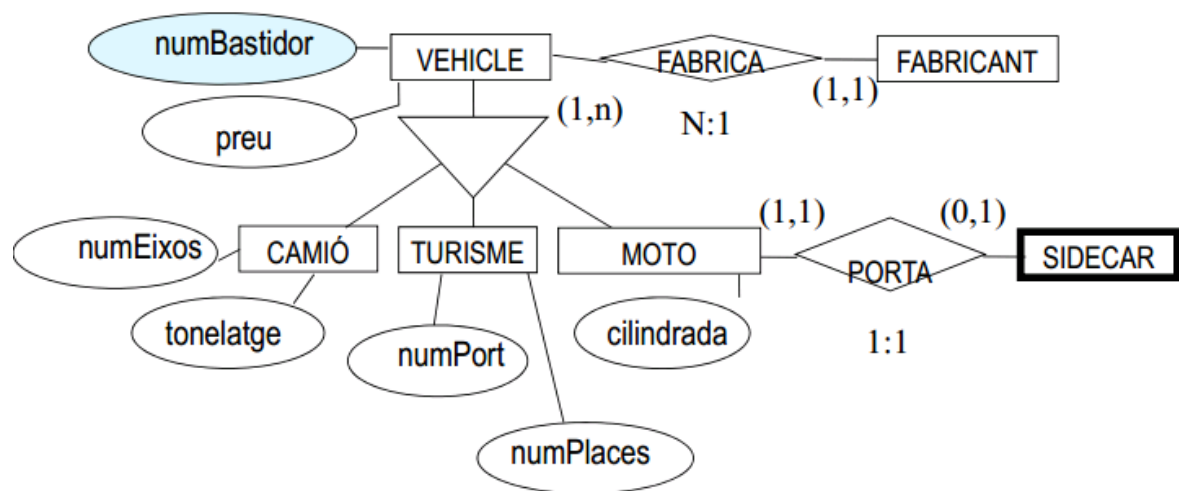 numBastidor
VEHICLE
FABRICA
FABRICANT
(1,n)
N:1
(1,1)
preu
numEixos
CAMIÓ
TURISME
MOTO
(1,1)
(0,1)
PORTA
SIDECAR
tonelatge
numPort
cilindrada
1:1
numPlaces